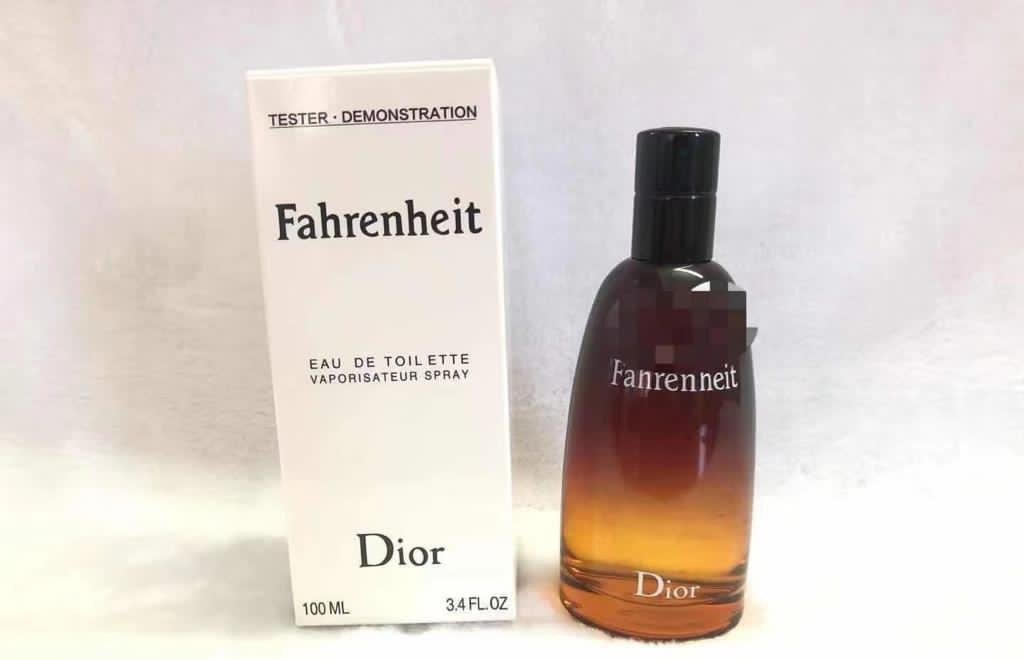 TESTER · DEMONSTRATION
Fahrenheit
EAU DE TOILETTE
VAPORISATEUR SPRAY
Dior
100 ML 3.4 FL.OZ
Fahrenheit
Dior